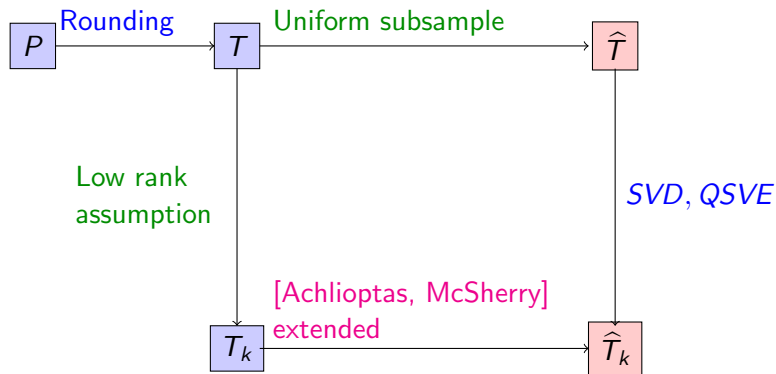 Rounding
Uniform subsample
P
T
T̂
Low rank
assumption
SVD, QSVE
[Achlioptas, McSherry]
extended
T_k
T̂_k